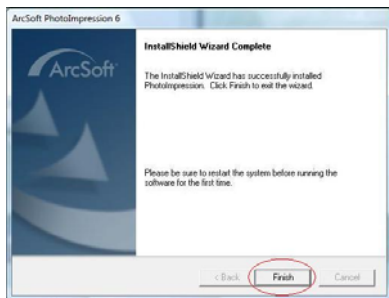 ArcSoft PhotoImpression 6
ArcSoft
InstallShield Wizard Complete
The InstallShield Wizard has successfully installed
PhotoImpression. Click Finish to exit the wizard.
Please be sure to restart the system before running the
software for the first time.
< Back
Finish
Cancel